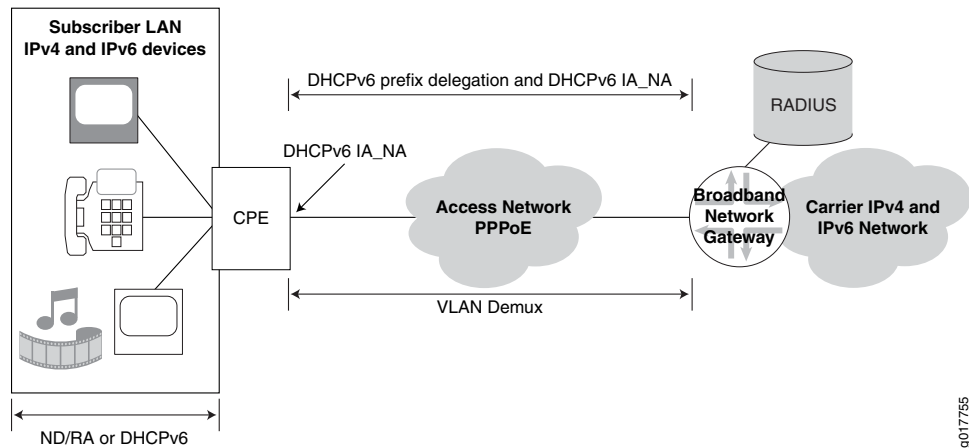 Subscriber LAN
IPv4 and IPv6 devices
DHCPv6 prefix delegation and DHCPv6 IA_NA
RADIUS
DHCPv6 IA_NA
CPE
Access Network
PPPoE
Broadband
Network
Gateway
Carrier IPv4 and
IPv6 Network
VLAN Demux
ND/RA or DHCPv6
g017755